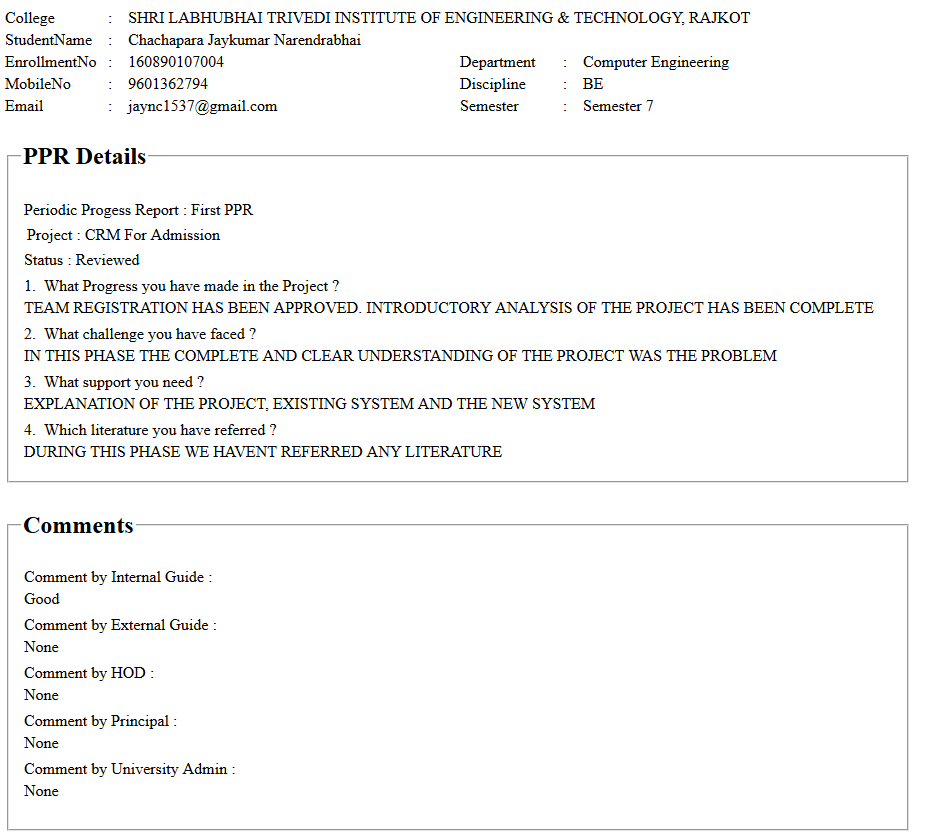 College : SHRI LABHUBHAI TRIVEDI INSTITUTE OF ENGINEERING & TECHNOLOGY, RAJKOT
StudentName : Chachapara Jaykumar Narendrabhai
EnrollmentNo : 160890107004 Department : Computer Engineering
MobileNo : 9601362794 Discipline : BE
Email : jaync1537@gmail.com Semester : Semester 7
PPR Details
Periodic Progess Report : First PPR
Project : CRM For Admission
Status : Reviewed
1. What Progress you have made in the Project ?
TEAM REGISTRATION HAS BEEN APPROVED. INTRODUCTORY ANALYSIS OF THE PROJECT HAS BEEN COMPLETE
2. What challenge you have faced ?
IN THIS PHASE THE COMPLETE AND CLEAR UNDERSTANDING OF THE PROJECT WAS THE PROBLEM
3. What support you need ?
EXPLANATION OF THE PROJECT, EXISTING SYSTEM AND THE NEW SYSTEM
4. Which literature you have referred ?
DURING THIS PHASE WE HAVENT REFERRED ANY LITERATURE
Comments
Comment by Internal Guide :
Good
Comment by External Guide :
None
Comment by HOD :
None
Comment by Principal :
None
Comment by University Admin :
None